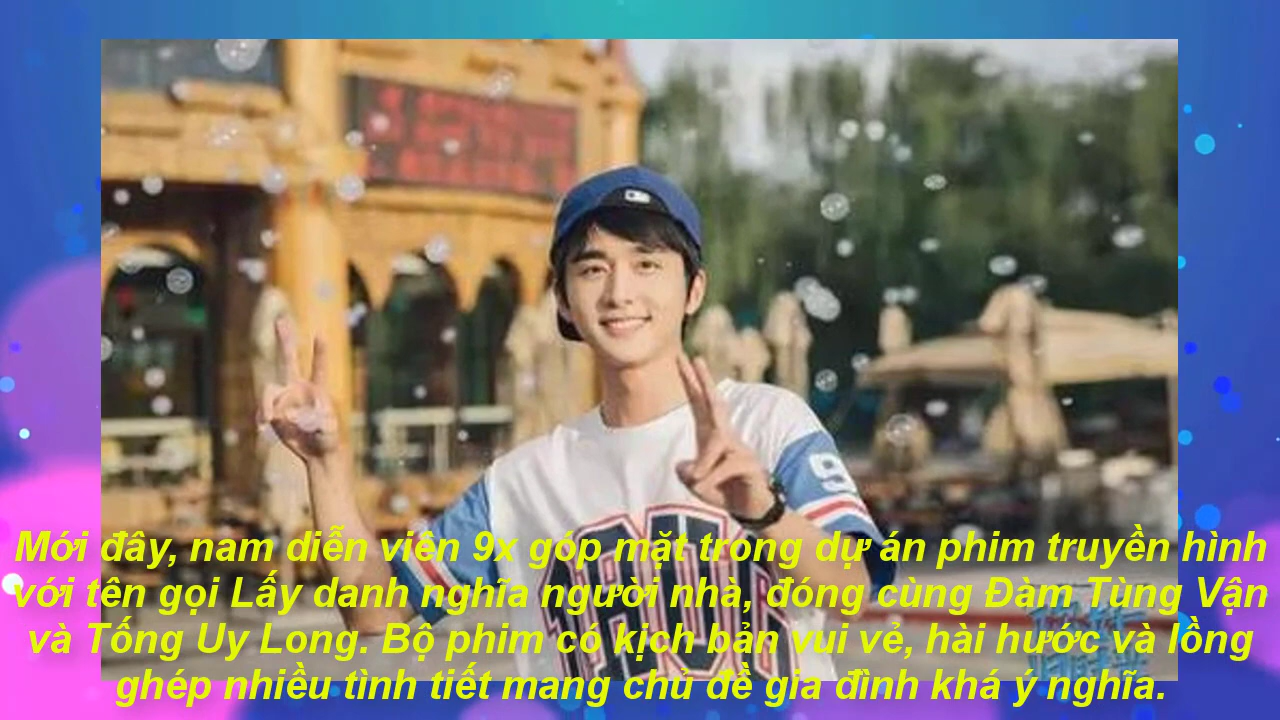 9
Mới đây, nam diễn viên 9x góp mặt trong dự án phim truyền hình
với tên gọi Lấy danh nghĩa người nhà, đóng cùng Đàm Tùng Vận
và Tống Uy Long. Bộ phim có kịch bản vui vẻ, hài hước và lồng
ghép nhiều tình tiết mang chủ đề gia đình khá ý nghĩa.